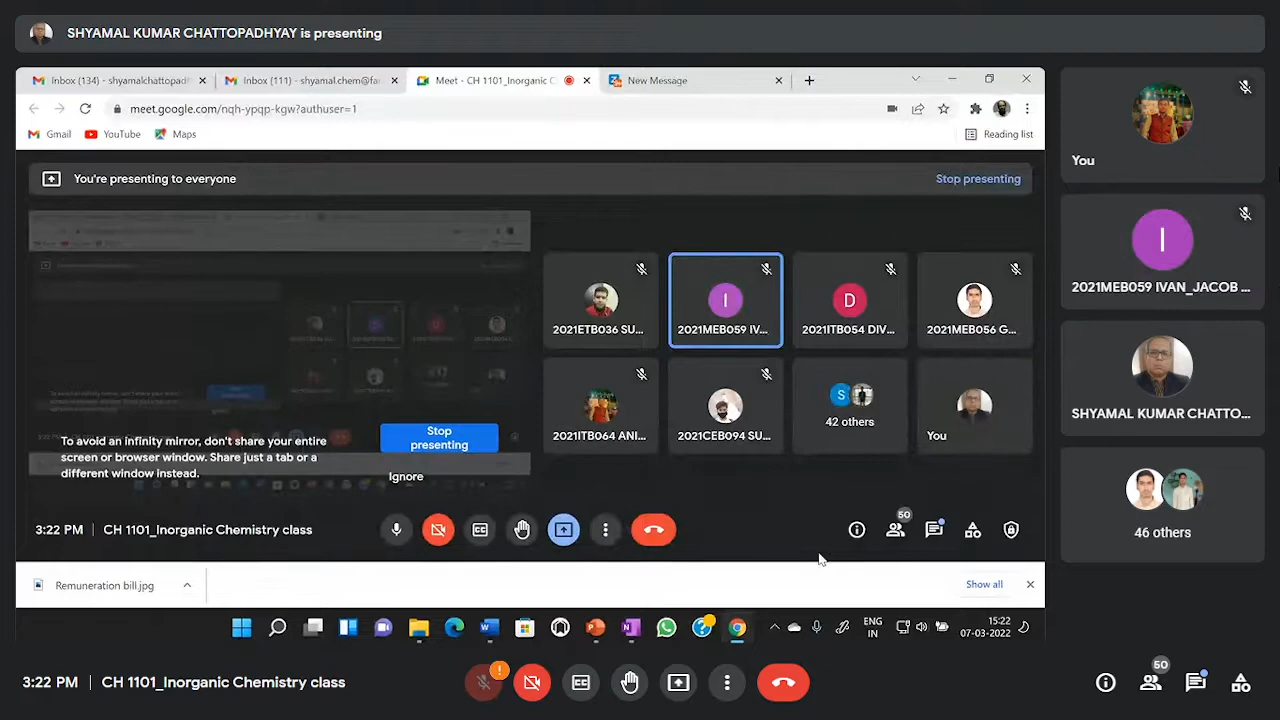 SHYAMAL KUMAR CHATTOPADHYAY is presenting
Inbox (134) - shyamalchattopad
Inbox (111) - shyamal.chem@fa
Meet - CH 1101_Inorganic C
New Message
meet.google.com/nqh-ypqp-kgw?authuser=1
Gmail
YouTube
Maps
Reading list
You're presenting to everyone
Stop presenting
To avoid an infinity mirror, don't share your entire
screen or browser window. Share just a tab or a
different window instead.
Stop
presenting
Ignore
2021ETB036 SU...
I
2021MEB059 IV...
D
2021ITB054 DIV...
2021MEB056 G...
2021ITB064 ANI...
2021CEB094 SU...
S
42 others
You
3:22 PM | CH 1101_Inorganic Chemistry class
50
Remuneration bill.jpg
Show all
ENG
IN
15:22
07-03-2022
You
I
2021MEB059 IVAN_JACOB ...
SHYAMAL KUMAR CHATTO...
46 others
3:22 PM | CH 1101_Inorganic Chemistry class
50